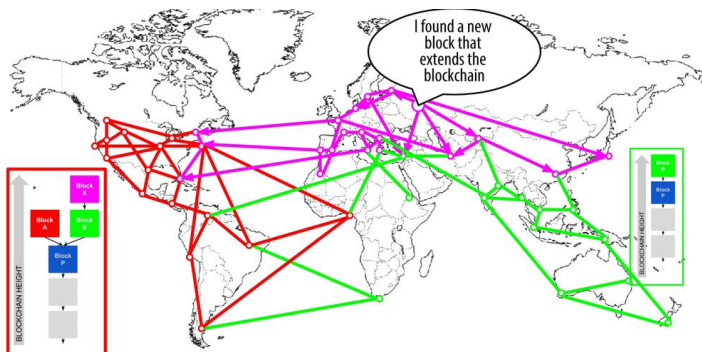 I found a new
block that
extends the
blockchain
Block
X
Block
A
Block
B
Block
P
BLOCKCHAIN HEIGHT
Block
B
Block
P
BLOCKCHAIN HEIGHT